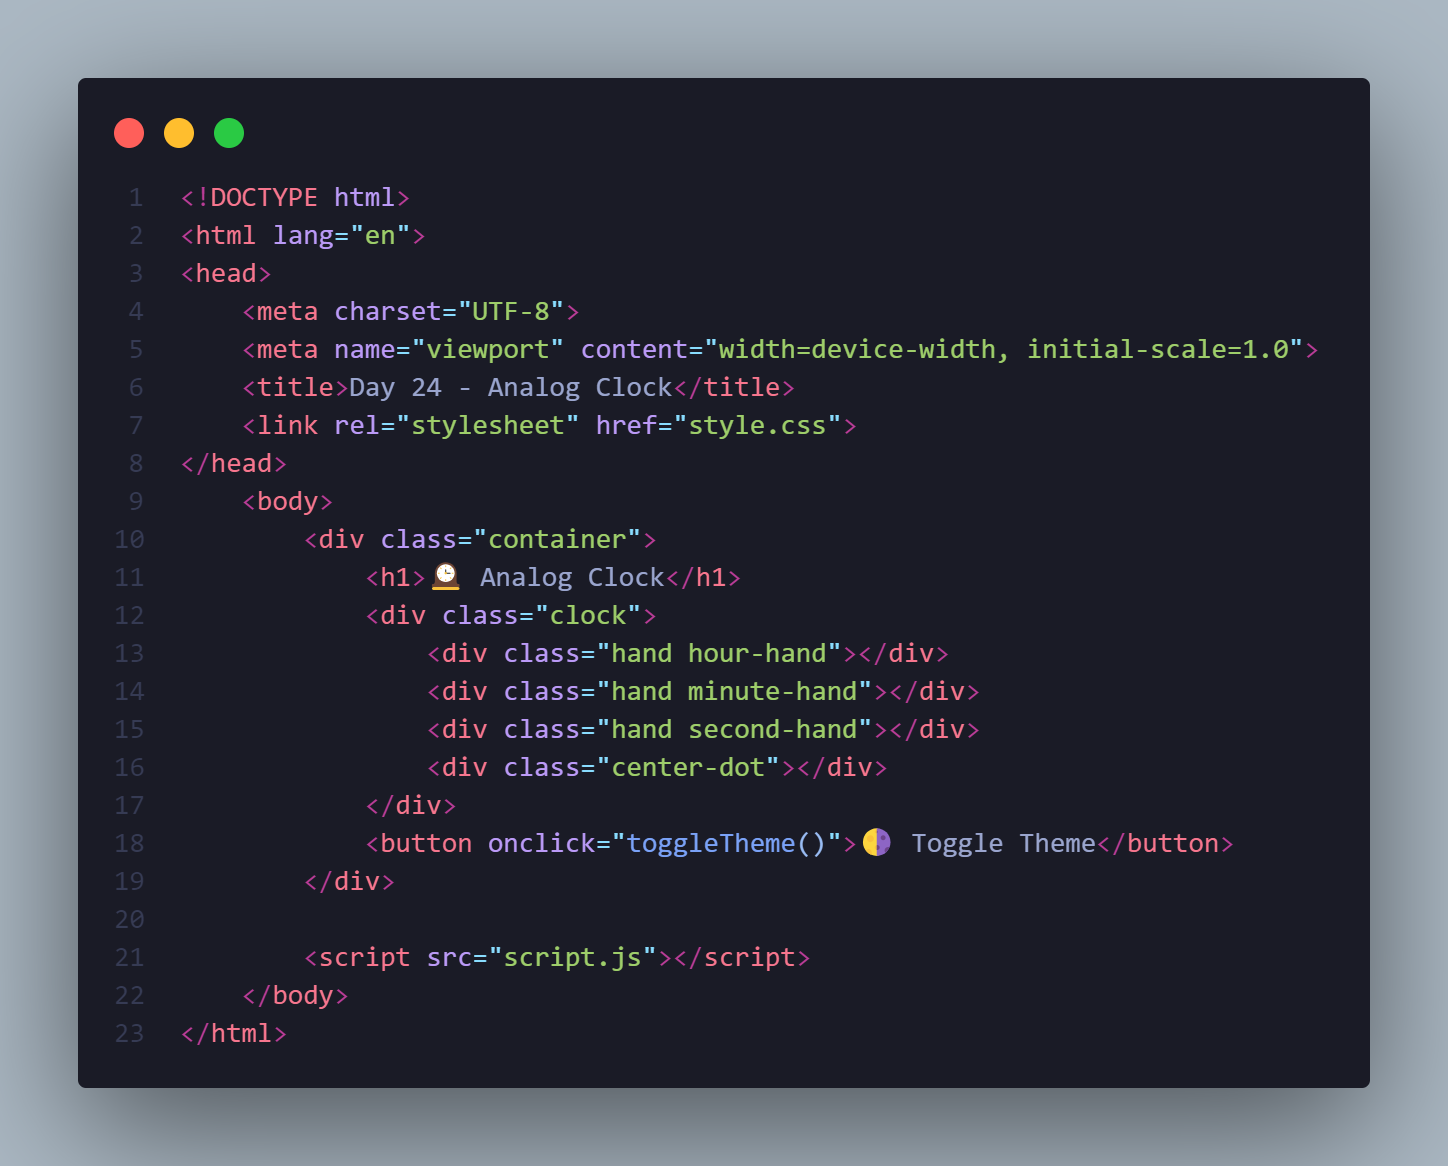 1 <!DOCTYPE html>
2 <html lang="en">
3 <head>
4     <meta charset="UTF-8">
5     <meta name="viewport" content="width=device-width, initial-scale=1.0">
6     <title>Day 24 - Analog Clock</title>
7     <link rel="stylesheet" href="style.css">
8 </head>
9     <body>
10         <div class="container">
11             <h1>🕰️ Analog Clock</h1>
12             <div class="clock">
13                 <div class="hand hour-hand"></div>
14                 <div class="hand minute-hand"></div>
15                 <div class="hand second-hand"></div>
16                 <div class="center-dot"></div>
17             </div>
18             <button onclick="toggleTheme()">🌓 Toggle Theme</button>
19         </div>
20
21         <script src="script.js"></script>
22     </body>
23 </html>